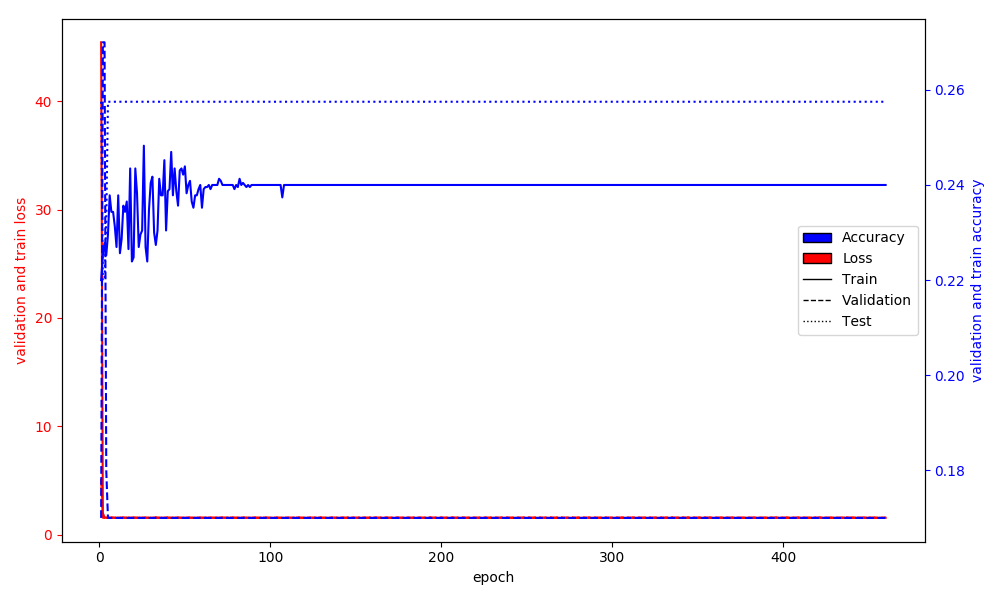 validation and train loss
40
30
20
10
0
0
100
200
300
400
epoch
0.26
0.24
0.22
0.20
0.18
validation and train accuracy
Accuracy
Loss
Train
Validation
Test